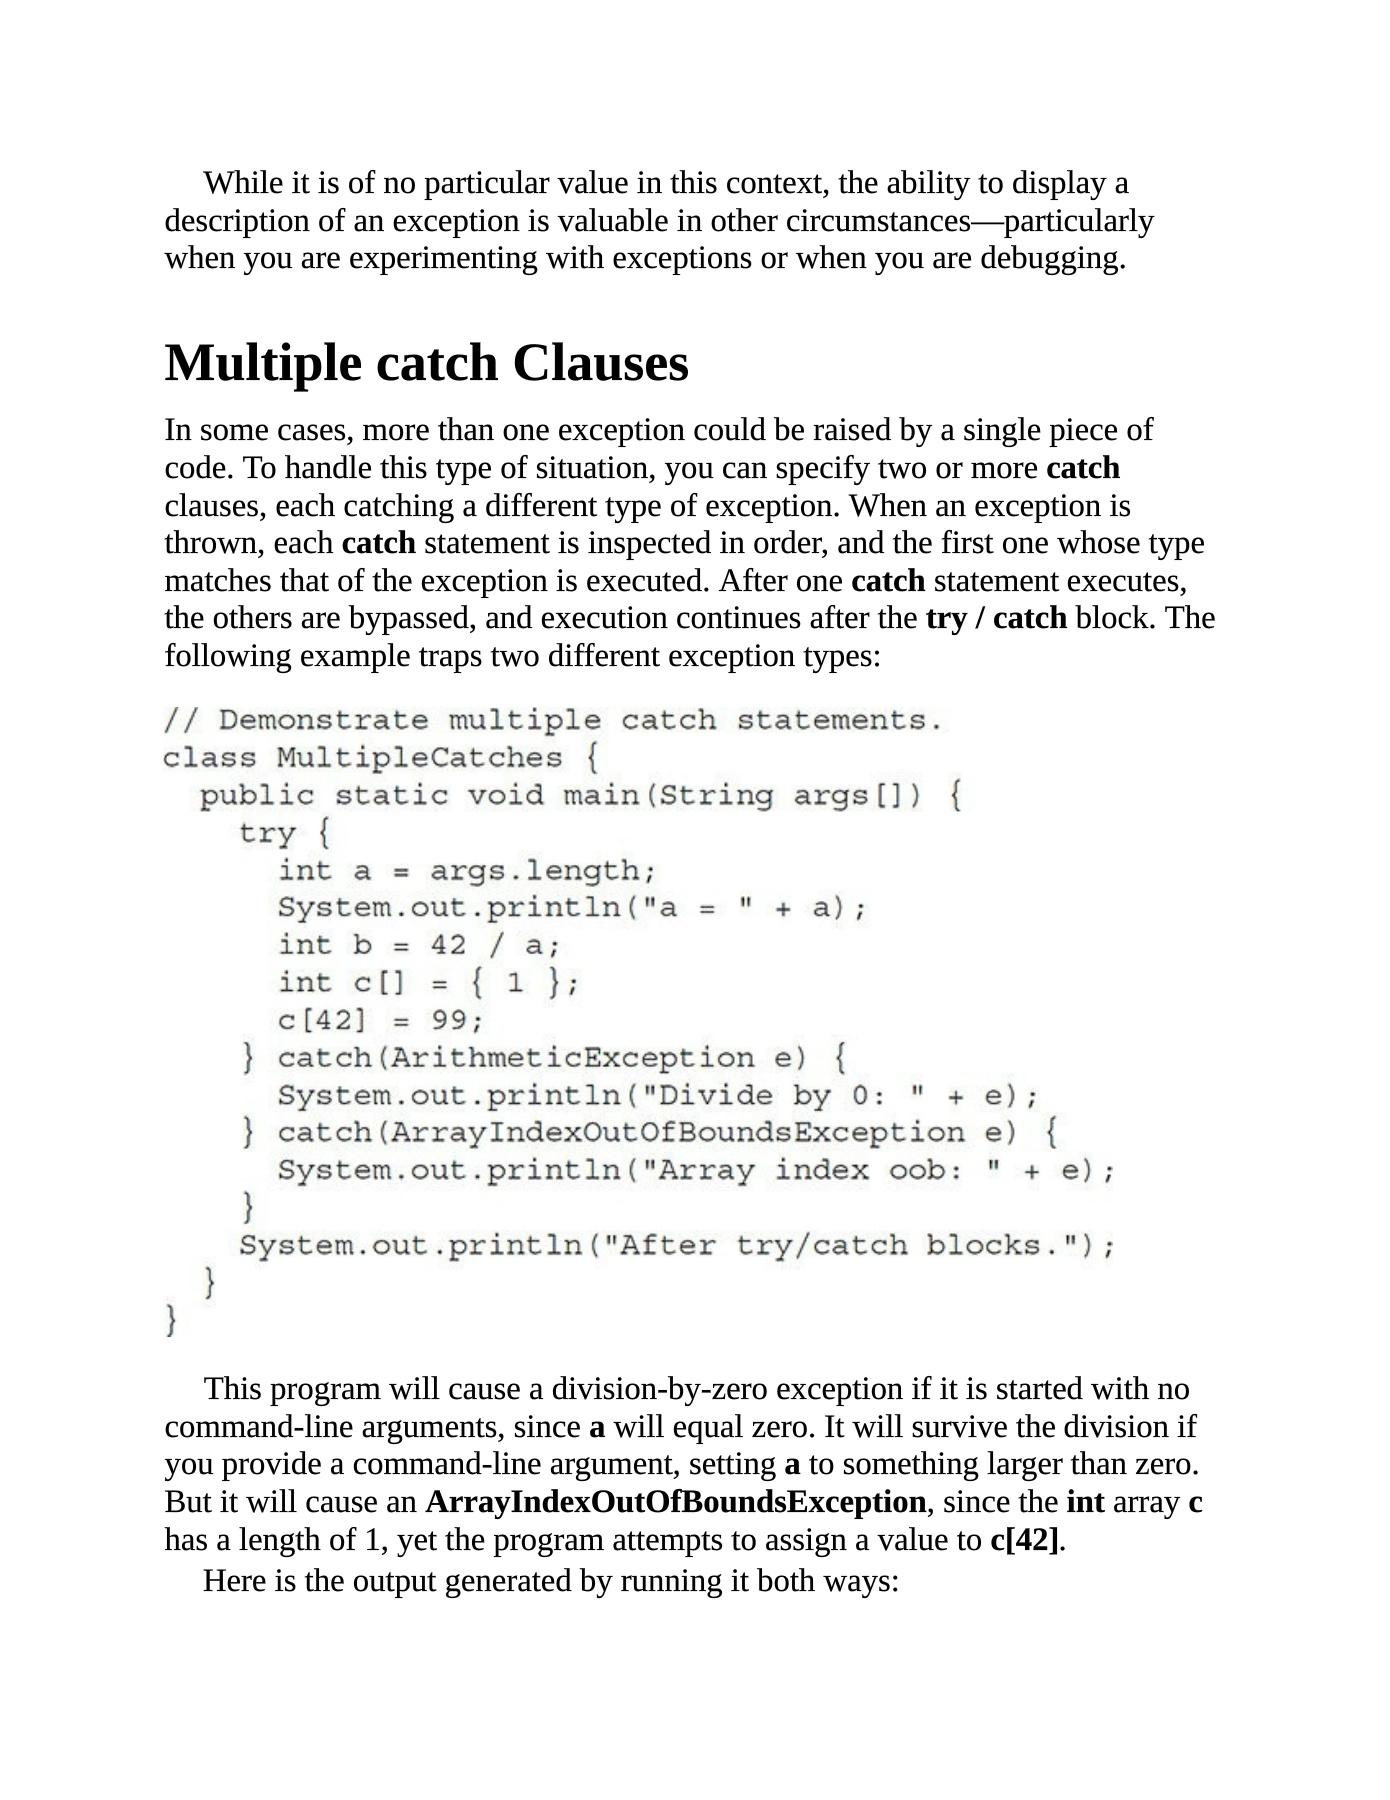 While it is of no particular value in this context, the ability to display a
description of an exception is valuable in other circumstances—particularly
when you are experimenting with exceptions or when you are debugging.
Multiple catch Clauses
In some cases, more than one exception could be raised by a single piece of
code. To handle this type of situation, you can specify two or more catch
clauses, each catching a different type of exception. When an exception is
thrown, each catch statement is inspected in order, and the first one whose type
matches that of the exception is executed. After one catch statement executes,
the others are bypassed, and execution continues after the try / catch block. The
following example traps two different exception types:
// Demonstrate multiple catch statements.
class MultipleCatches {
  public static void main(String args[]) {
    try {
      int a = args.length;
      System.out.println("a = " + a);
      int b = 42 / a;
      int c[] = { 1 };
      c[42] = 99;
    } catch(ArithmeticException e) {
      System.out.println("Divide by 0: " + e);
    } catch(ArrayIndexOutOfBoundsException e) {
      System.out.println("Array index oob: " + e);
    }
    System.out.println("After try/catch blocks.");
  }
}
This program will cause a division-by-zero exception if it is started with no
command-line arguments, since a will equal zero. It will survive the division if
you provide a command-line argument, setting a to something larger than zero.
But it will cause an ArrayIndexOutOfBoundsException, since the int array c
has a length of 1, yet the program attempts to assign a value to c[42].
Here is the output generated by running it both ways: